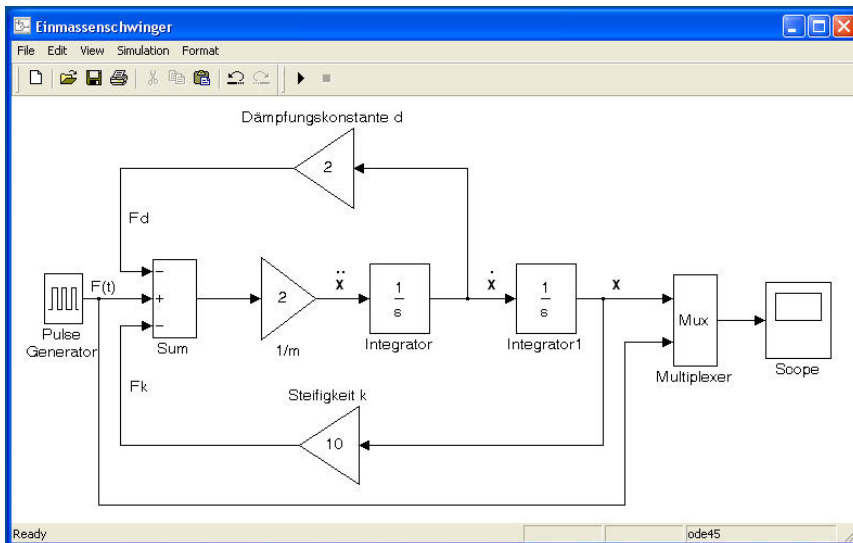 Einmassenschwinger
File Edit View Simulation Format
Dämpfungskonstante d
2
Fd
F(t)
−
+
−
Pulse
Generator
Sum
2
1/m
ẍ
1
s
Integrator
ẋ
1
s
Integrator1
x
Mux
Multiplexer
Scope
Fk
Steifigkeit k
10
Ready
ode45